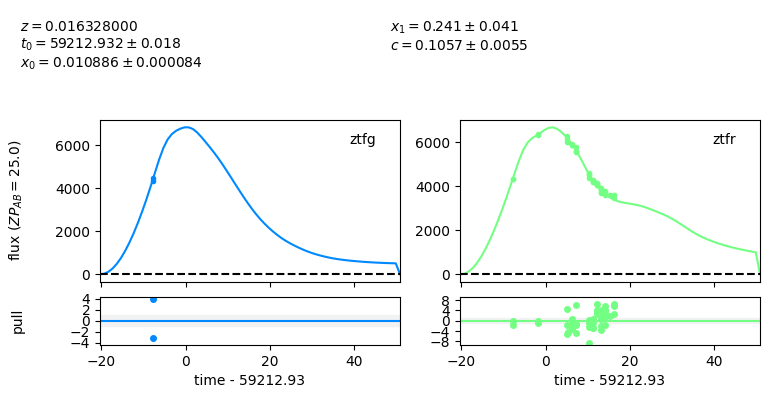 z = 0.016328000
t₀ = 59212.932 ± 0.018
x₀ = 0.010886 ± 0.000084
x₁ = 0.241 ± 0.041
c = 0.1057 ± 0.0055
flux (ZP_AB = 25.0)
6000
4000
2000
0
ztfg
6000
4000
2000
0
ztfr
pull
4
2
0
−2
−4
−20
0
20
40
time - 59212.93
8
4
0
−4
−8
−20
0
20
40
time - 59212.93